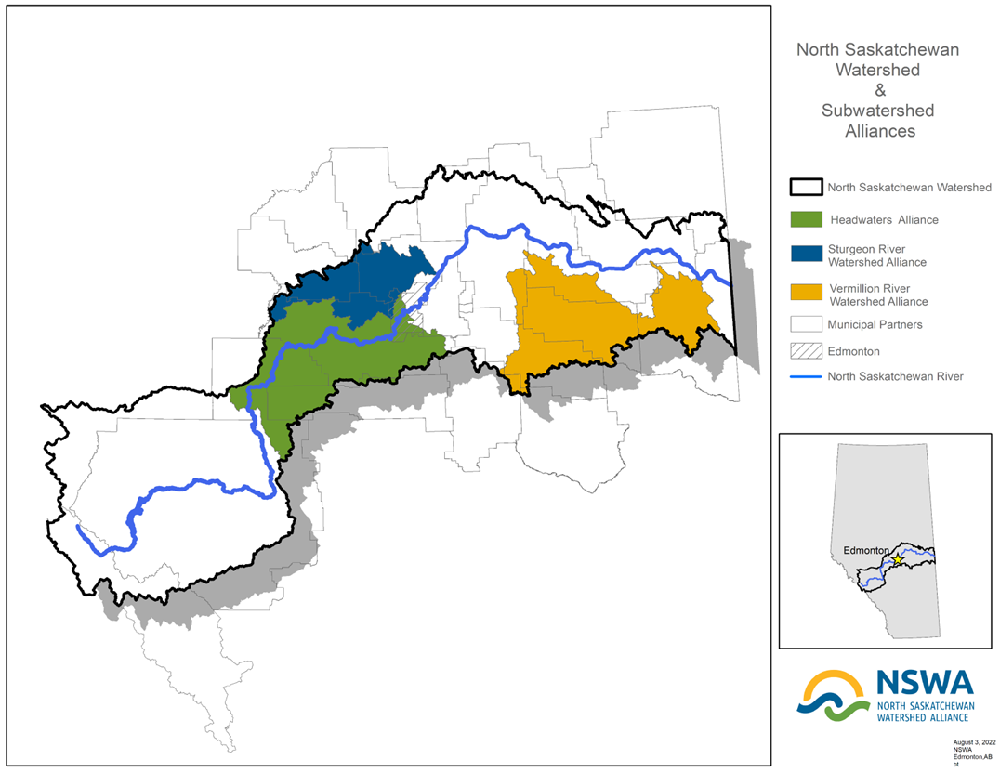 North Saskatchewan
Watershed
&
Subwatershed
Alliances
North Saskatchewan Watershed
Headwaters Alliance
Sturgeon River
Watershed Alliance
Vermillion River
Watershed Alliance
Municipal Partners
Edmonton
North Saskatchewan River
Edmonton
NSWA
NORTH SASKATCHEWAN
WATERSHED ALLIANCE
August 3, 2022
NSWA
Edmonton,AB
bt